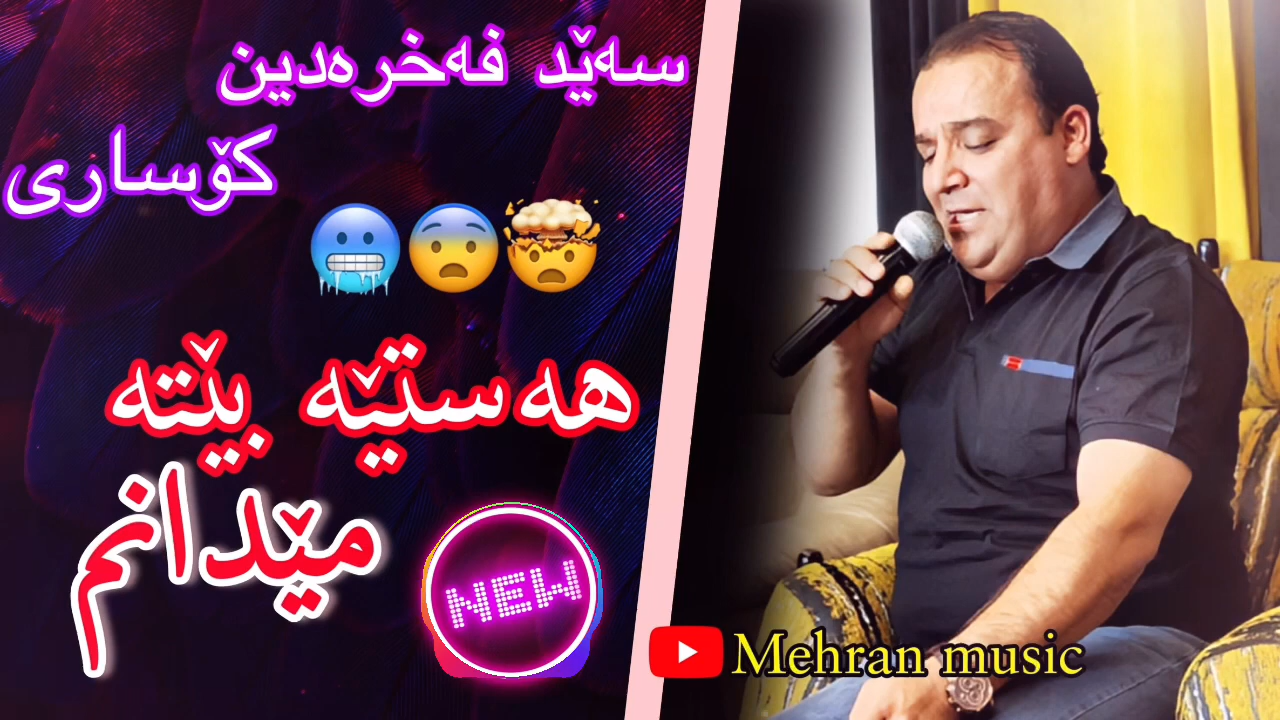 سەێد فەخرەدین
کۆساری
هەستێە بێتە
مێدانم
NEW
Mehran music